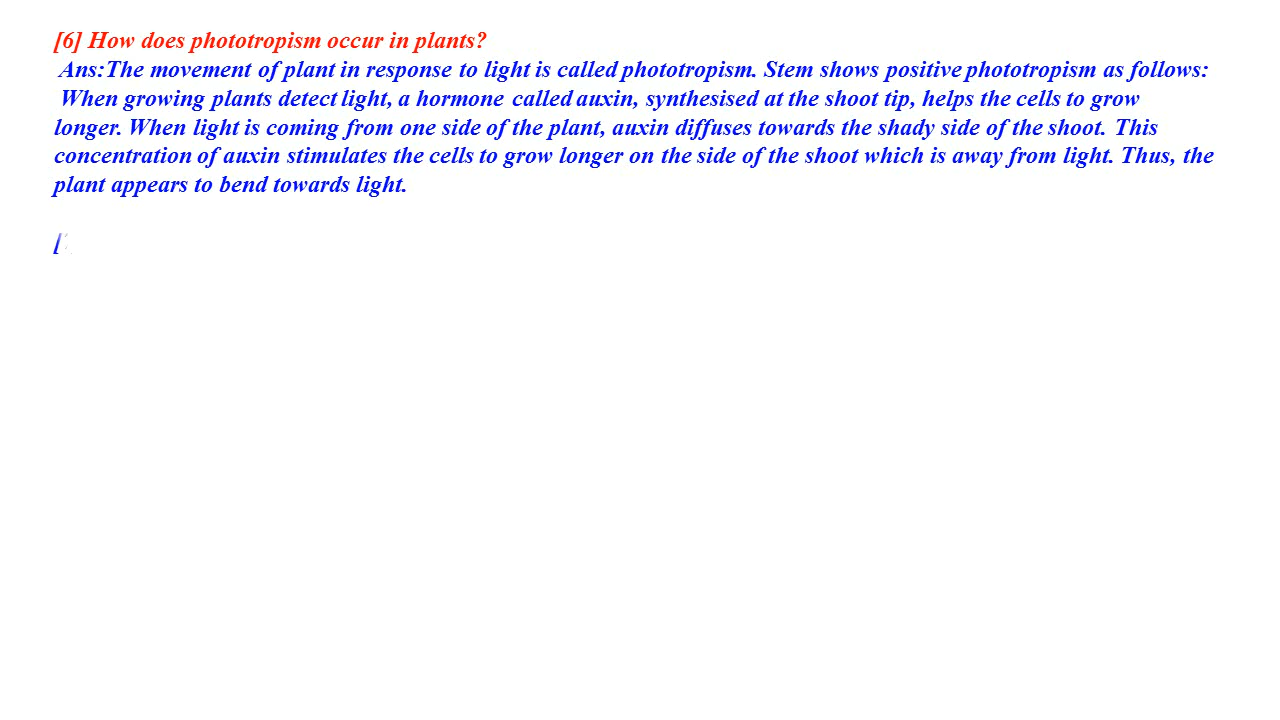 [6] How does phototropism occur in plants?
Ans:The movement of plant in response to light is called phototropism. Stem shows positive phototropism as follows:
When growing plants detect light, a hormone called auxin, synthesised at the shoot tip, helps the cells to grow
longer. When light is coming from one side of the plant, auxin diffuses towards the shady side of the shoot. This
concentration of auxin stimulates the cells to grow longer on the side of the shoot which is away from light. Thus, the
plant appears to bend towards light.
[